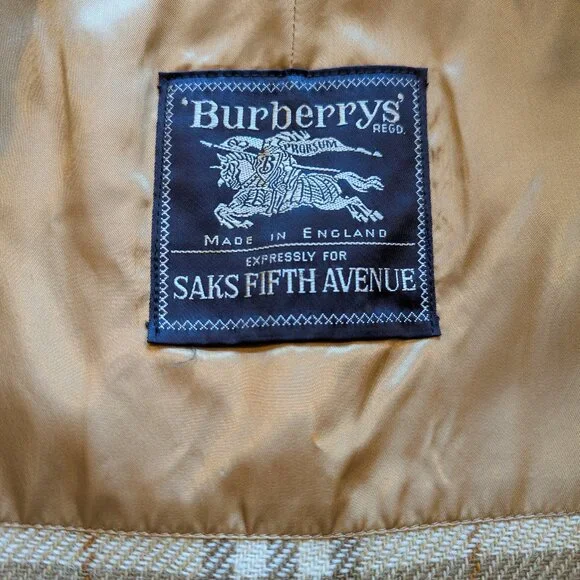 'Burberrys'
REGD.
PRORSUM
B
MADE IN ENGLAND
EXPRESSLY FOR
SAKS FIFTH AVENUE